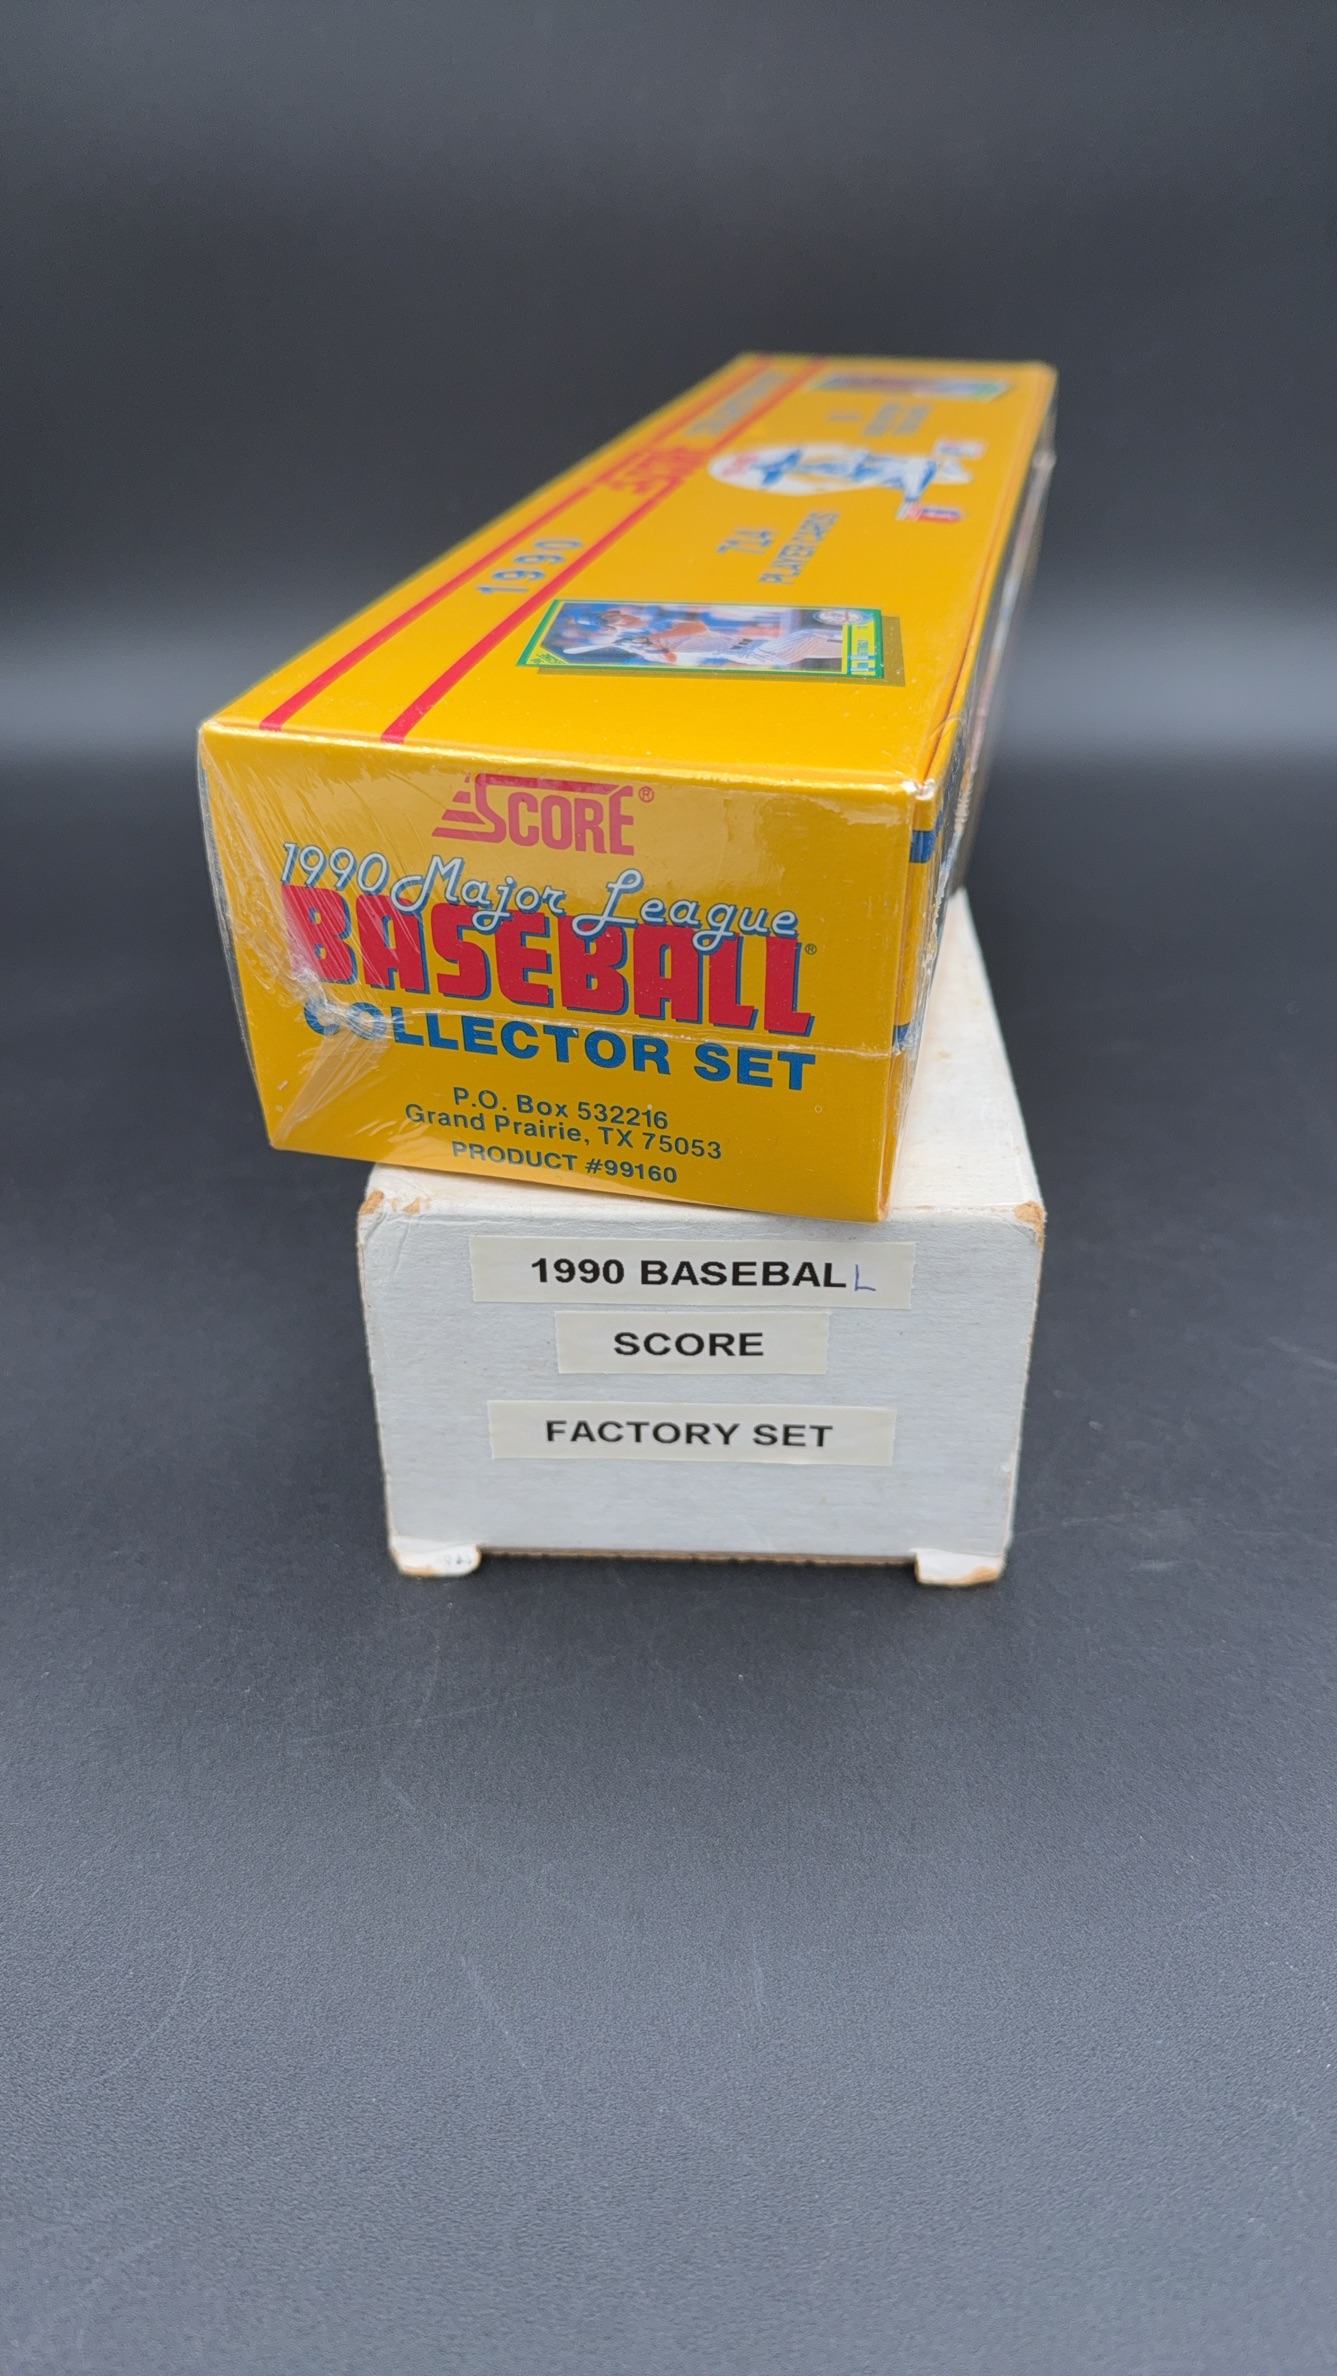 1990
SCORE
714
PLAYER CARDS
SCORE®
1990 Major League
BASEBALL®
COLLECTOR SET
P.O. Box 532216
Grand Prairie, TX 75053
PRODUCT #99160
1990 BASEBALL
SCORE
FACTORY SET